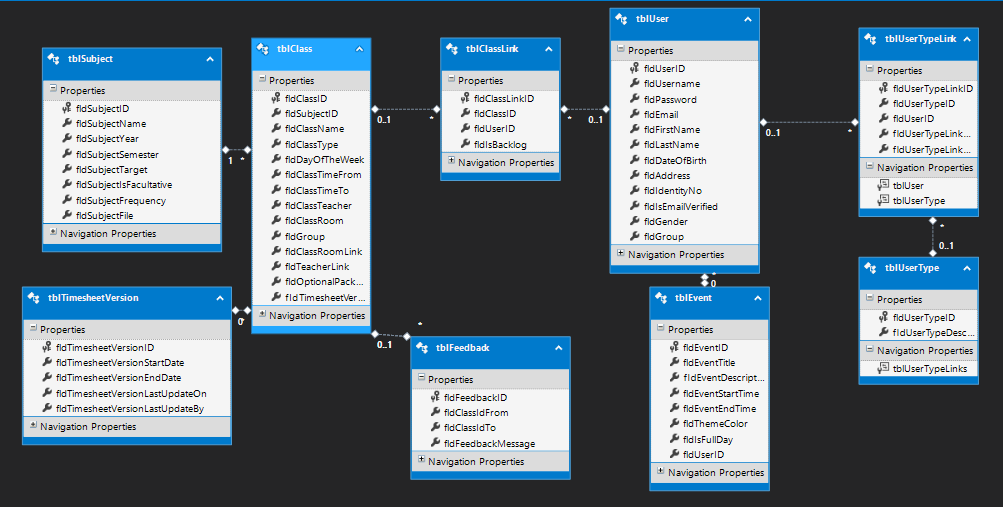 tblSubject
Properties
fldSubjectID
fldSubjectName
fldSubjectYear
fldSubjectSemester
fldSubjectTarget
fldSubjectIsFacultative
fldSubjectFrequency
fldSubjectFile
Navigation Properties
1
*
tblClass
Properties
fldClassID
fldSubjectID
fldClassName
fldClassType
fldDayOfTheWeek
fldClassTimeFrom
fldClassTimeTo
fldClassTeacher
fldClassRoom
fldGroup
fldClassRoomLink
fldTeacherLink
fldOptionalPack...
fldTimesheetVer...
Navigation Properties
0..1
*
tblClassLink
Properties
fldClassLinkID
fldClassID
fldUserID
fldIsBacklog
Navigation Properties
*
0..1
tblUser
Properties
fldUserID
fldUsername
fldPassword
fldEmail
fldFirstName
fldLastName
fldDateOfBirth
fldAddress
fldIdentityNo
fldIsEmailVerified
fldGender
fldGroup
Navigation Properties
0..1
*
tblUserTypeLink
Properties
fldUserTypeLinkID
fldUserTypeID
fldUserID
fldUserTypeLink...
fldUserTypeLink...
Navigation Properties
tblUser
tblUserType
*
0..1
tblUserType
Properties
fldUserTypeID
fldUserTypeDesc...
Navigation Properties
tblUserTypeLinks
tblTimesheetVersion
Properties
fldTimesheetVersionID
fldTimesheetVersionStartDate
fldTimesheetVersionEndDate
fldTimesheetVersionLastUpdateOn
fldTimesheetVersionLastUpdateBy
Navigation Properties
0..1
*
tblFeedback
Properties
fldFeedbackID
fldClassIdFrom
fldClassIdTo
fldFeedbackMessage
Navigation Properties
tblEvent
Properties
fldEventID
fldEventTitle
fldEventDescript...
fldEventStartTime
fldEventEndTime
fldThemeColor
fldIsFullDay
fldUserID
Navigation Properties